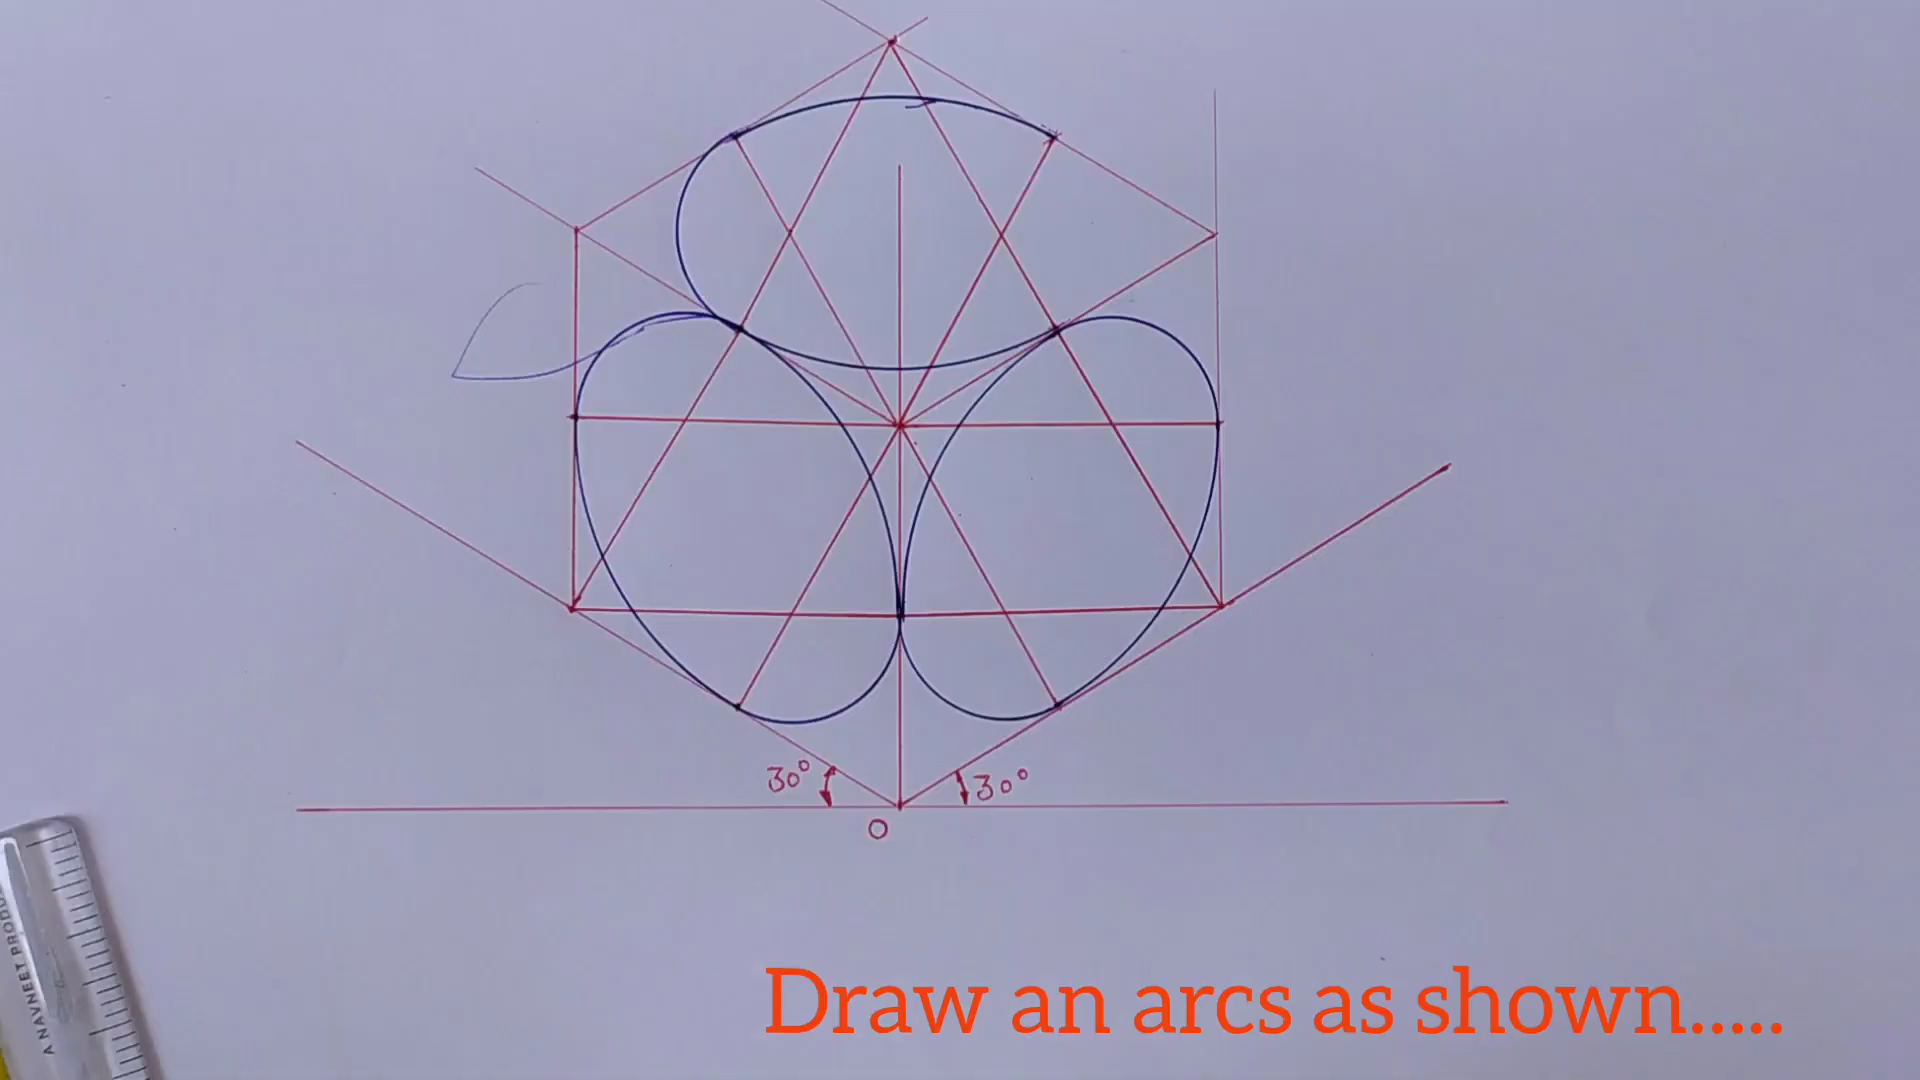 30°
30°
O
A NAVNEET PRODU
Draw an arcs as shown.....